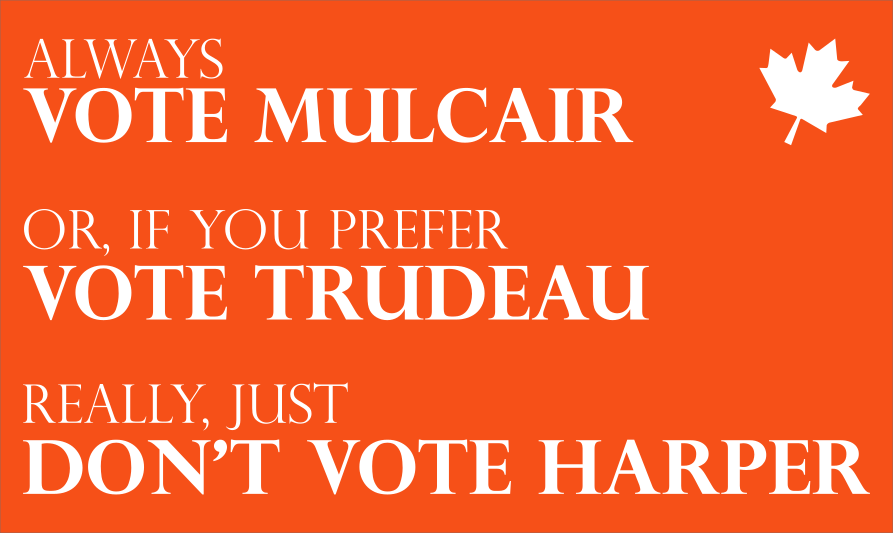 ALWAYS
VOTE MULCAIR
OR, IF YOU PREFER
VOTE TRUDEAU
REALLY, JUST
DON’T VOTE HARPER